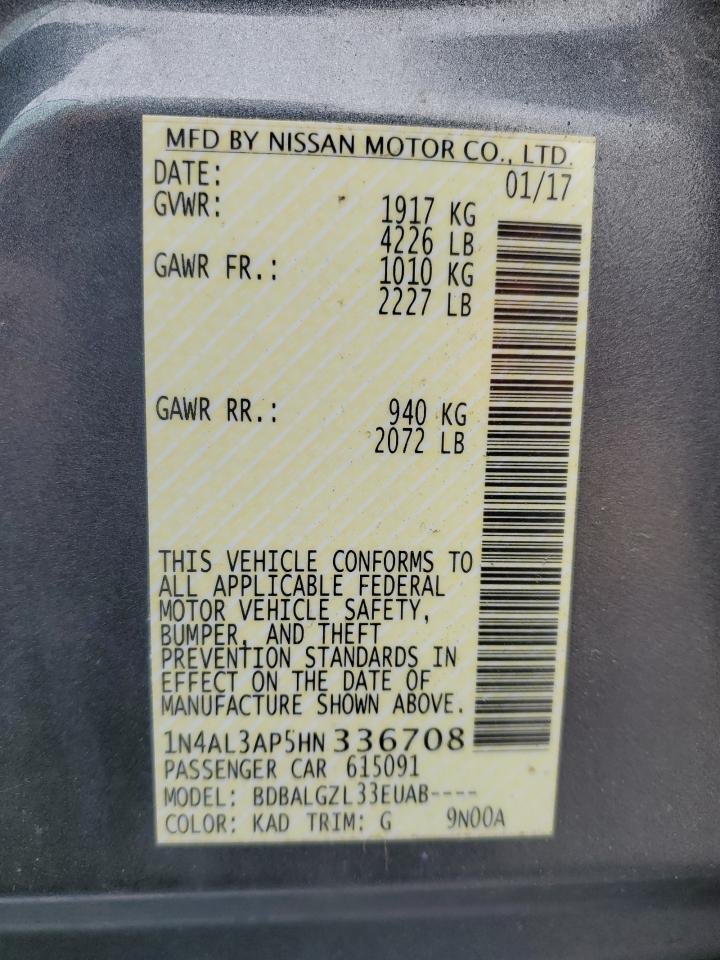 MFD BY NISSAN MOTOR CO., LTD.
DATE: 01/17
GVWR: 1917 KG
4226 LB
GAWR FR.: 1010 KG
2227 LB
GAWR RR.: 940 KG
2072 LB
THIS VEHICLE CONFORMS TO
ALL APPLICABLE FEDERAL
MOTOR VEHICLE SAFETY,
BUMPER, AND THEFT
PREVENTION STANDARDS IN
EFFECT ON THE DATE OF
MANUFACTURE SHOWN ABOVE.
1N4AL3AP5HN 336708
PASSENGER CAR 615091
MODEL: BDBALGZL33EUAB----
COLOR: KAD TRIM: G 9N00A